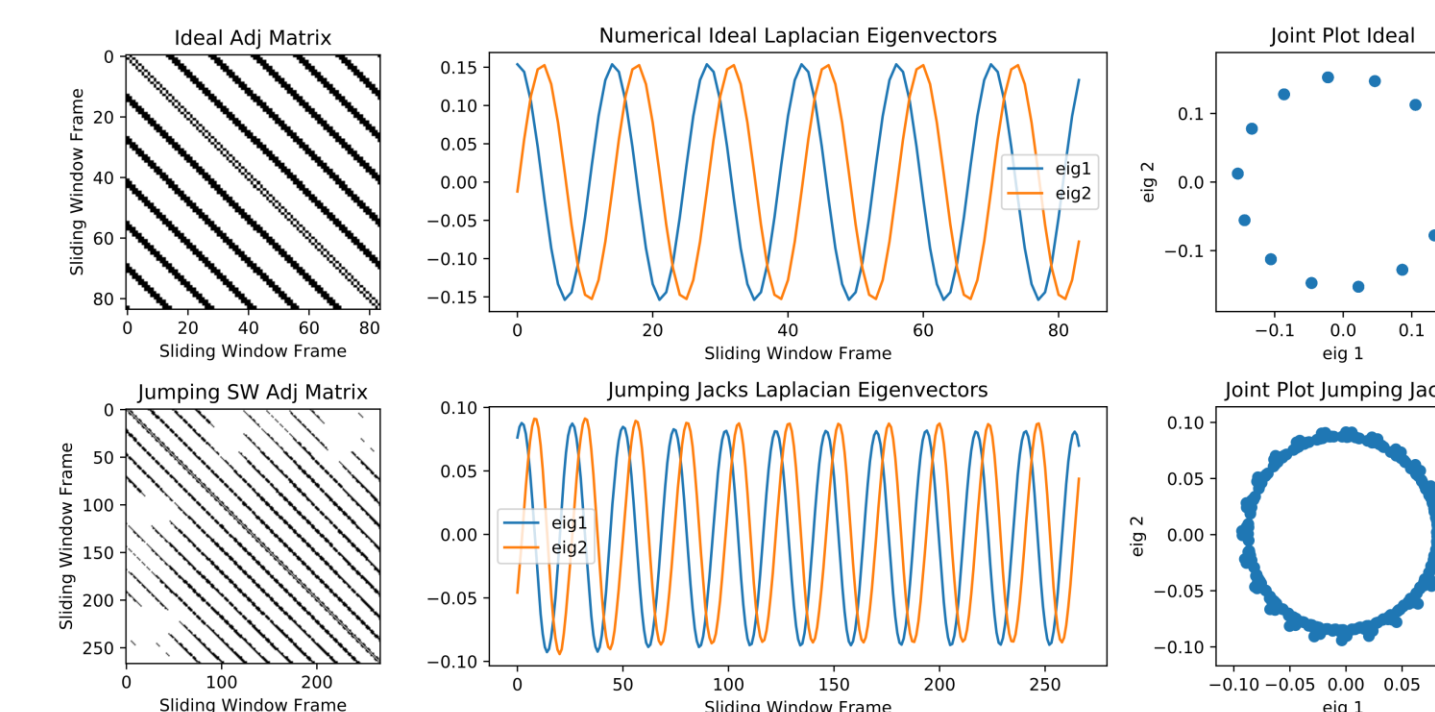 Ideal Adj Matrix
0
20
40
60
80
Sliding Window Frame
0 20 40 60 80
Sliding Window Frame
Numerical Ideal Laplacian Eigenvectors
0.15
0.10
0.05
0.00
−0.05
−0.10
−0.15
eig1
eig2
0 20 40 60 80
Sliding Window Frame
Joint Plot Ideal
0.1
0.0
−0.1
eig 2
−0.1 0.0 0.1
eig 1
Jumping SW Adj Matrix
0
50
100
150
200
250
Sliding Window Frame
0 100 200
Sliding Window Frame
Jumping Jacks Laplacian Eigenvectors
0.10
0.05
0.00
−0.05
−0.10
eig1
eig2
0 50 100 150 200 250
Sliding Window Frame
Joint Plot Jumping Jac
0.10
0.05
0.00
−0.05
−0.10
eig 2
−0.10 −0.05 0.00 0.05
eig 1